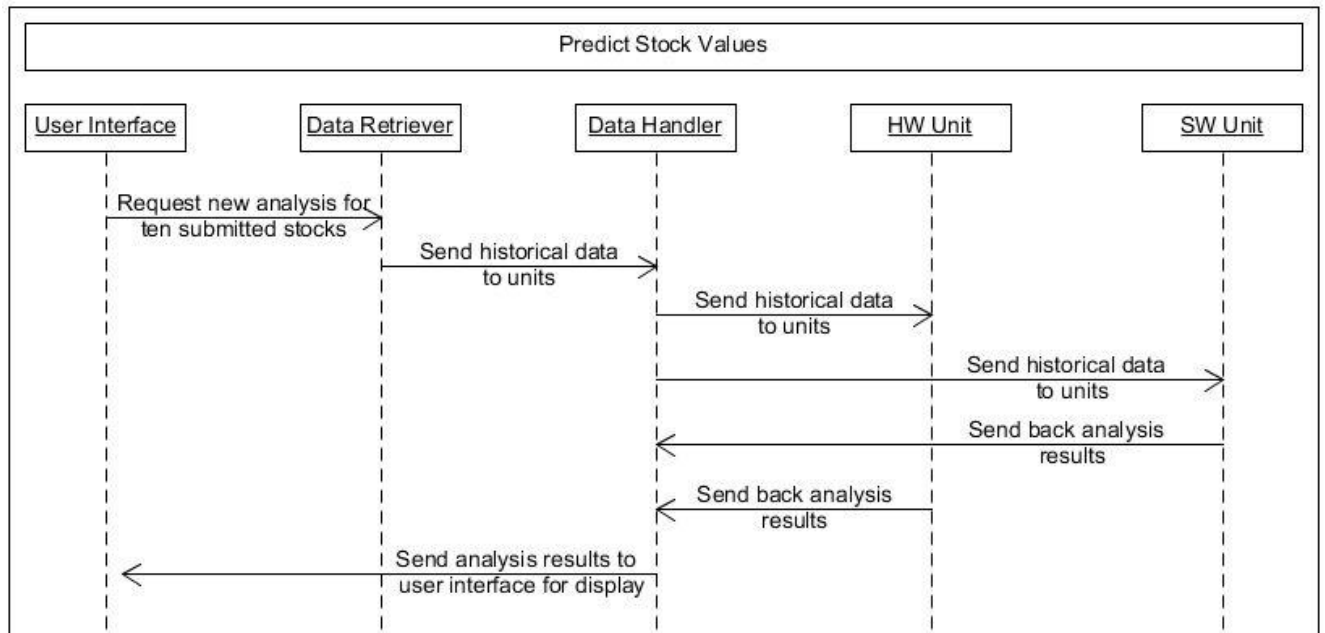 Predict Stock Values
User Interface
Data Retriever
Data Handler
HW Unit
SW Unit
Request new analysis for
ten submitted stocks
Send historical data
to units
Send historical data
to units
Send historical data
to units
Send back analysis
results
Send back analysis
results
Send analysis results to
user interface for display